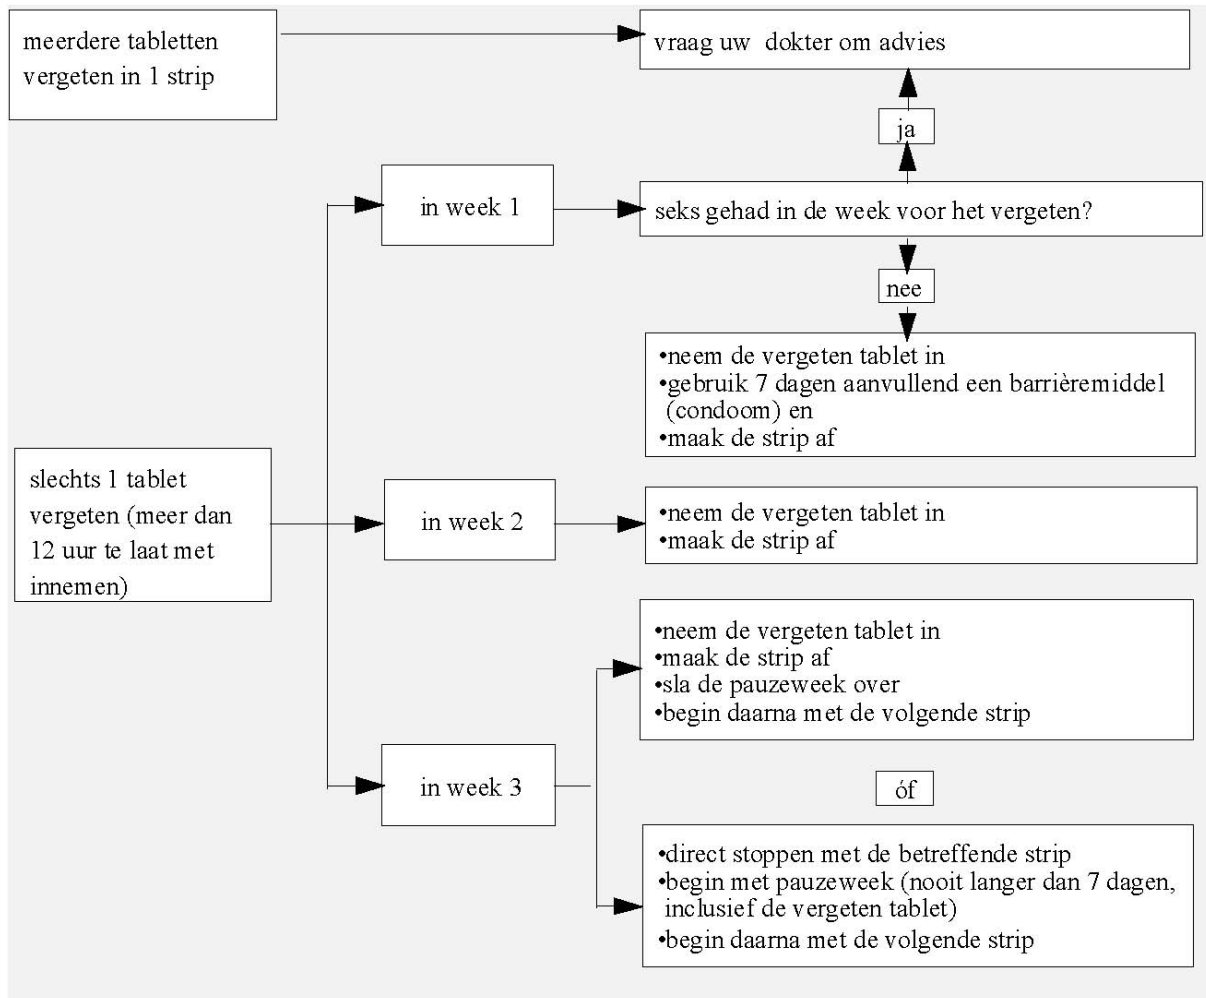 meerdere tabletten
vergeten in 1 strip
vraag uw dokter om advies
ja
in week 1
seks gehad in de week voor het vergeten?
nee
•neem de vergeten tablet in
•gebruik 7 dagen aanvullend een barrièremiddel
(condoom) en
•maak de strip af
slechts 1 tablet
vergeten (meer dan
12 uur te laat met
innemen)
in week 2
•neem de vergeten tablet in
•maak de strip af
•neem de vergeten tablet in
•maak de strip af
•sla de pauzeweek over
•begin daarna met de volgende strip
in week 3
óf
•direct stoppen met de betreffende strip
•begin met pauzeweek (nooit langer dan 7 dagen,
inclusief de vergeten tablet)
•begin daarna met de volgende strip